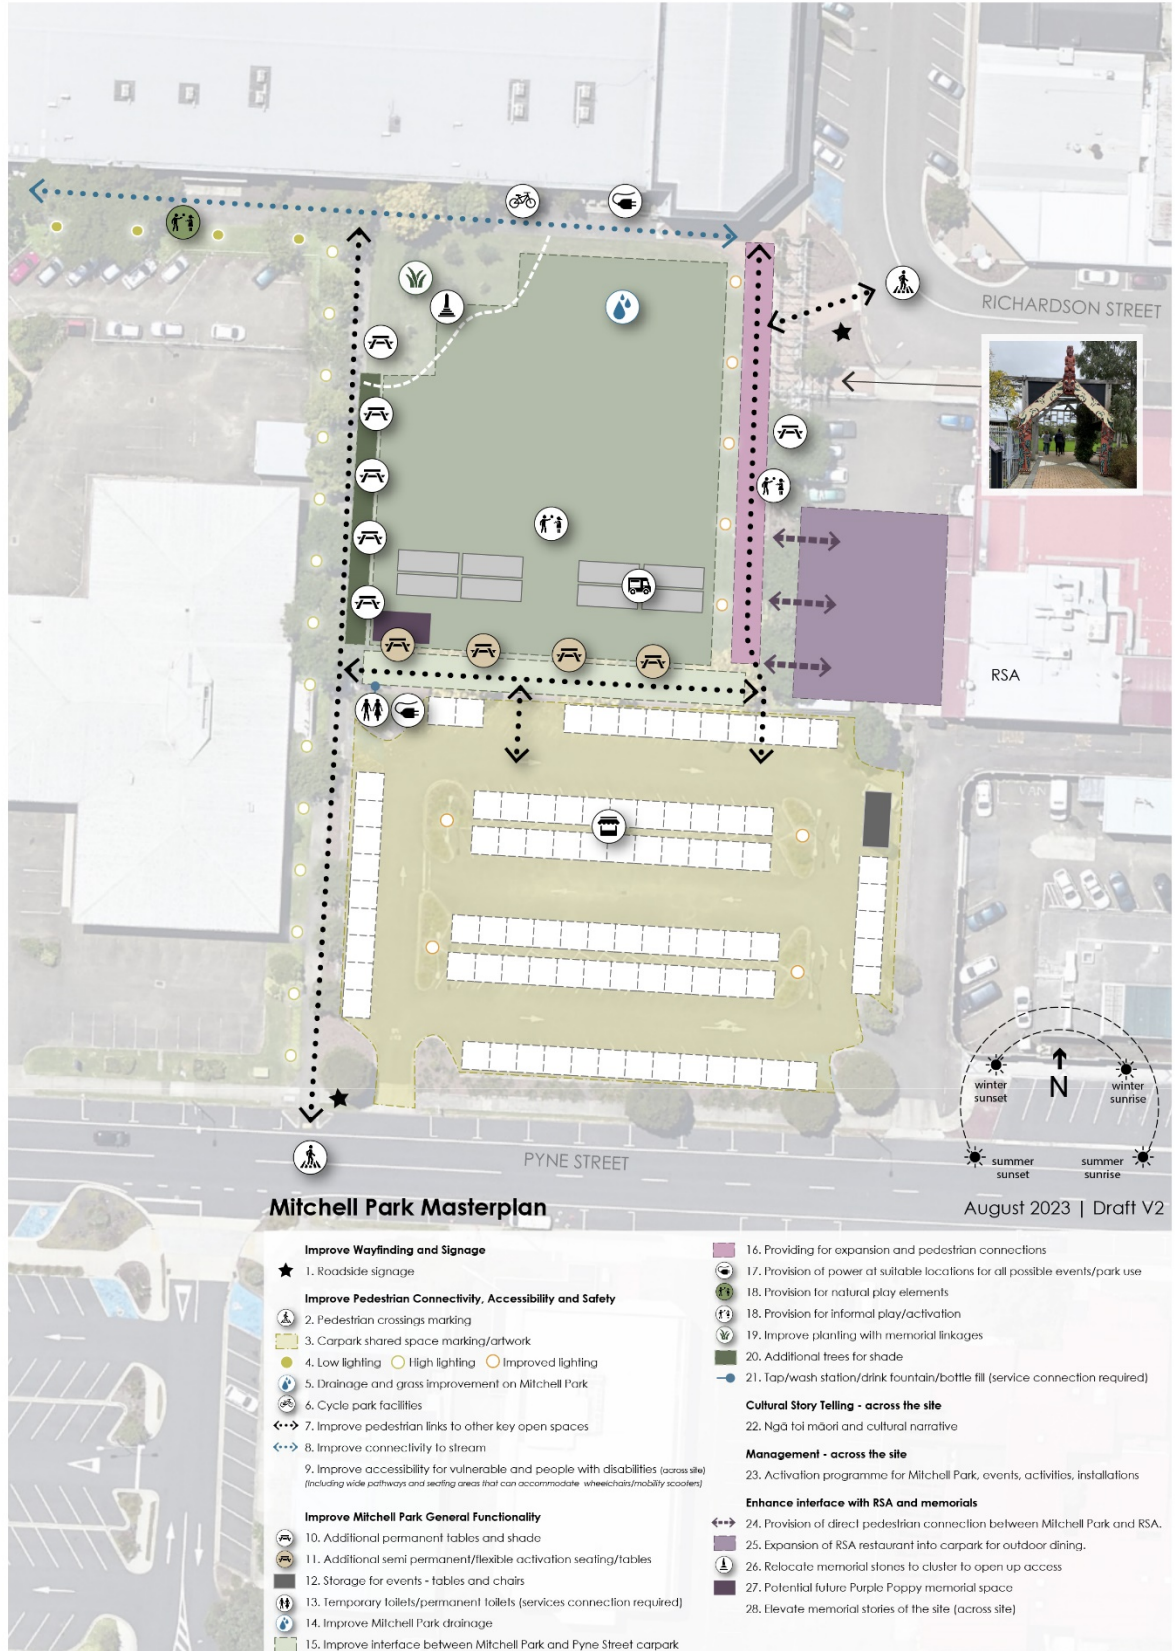 RICHARDSON STREET
RSA
winter
sunset
N
winter
sunrise
summer
sunset
summer
sunrise
PYNE STREET
Mitchell Park Masterplan
August 2023 | Draft V2
Improve Wayfinding and Signage
1. Roadside signage
Improve Pedestrian Connectivity, Accessibility and Safety
2. Pedestrian crossings marking
3. Carpark shared space marking/artwork
4. Low lighting
High lighting
Improved lighting
5. Drainage and grass improvement on Mitchell Park
6. Cycle park facilities
7. Improve pedestrian links to other key open spaces
8. Improve connectivity to stream
9. Improve accessibility for vulnerable and people with disabilities (across site)
(Including wide pathways and seating areas that can accommodate wheelchairs/mobility scooters)
Improve Mitchell Park General Functionality
10. Additional permanent tables and shade
11. Additional semi permanent/flexible activation seating/tables
12. Storage for events - tables and chairs
13. Temporary toilets/permanent toilets (services connection required)
14. Improve Mitchell Park drainage
15. Improve interface between Mitchell Park and Pyne Street carpark
16. Providing for expansion and pedestrian connections
17. Provision of power at suitable locations for all possible events/park use
18. Provision for natural play elements
18. Provision for informal play/activation
19. Improve planting with memorial linkages
20. Additional trees for shade
21. Tap/wash station/drink fountain/bottle fill (service connection required)
Cultural Story Telling - across the site
22. Ngā toi māori and cultural narrative
Management - across the site
23. Activation programme for Mitchell Park, events, activities, installations
Enhance interface with RSA and memorials
24. Provision of direct pedestrian connection between Mitchell Park and RSA.
25. Expansion of RSA restaurant into carpark for outdoor dining.
26. Relocate memorial stones to cluster to open up access
27. Potential future Purple Poppy memorial space
28. Elevate memorial stories of the site (across site)